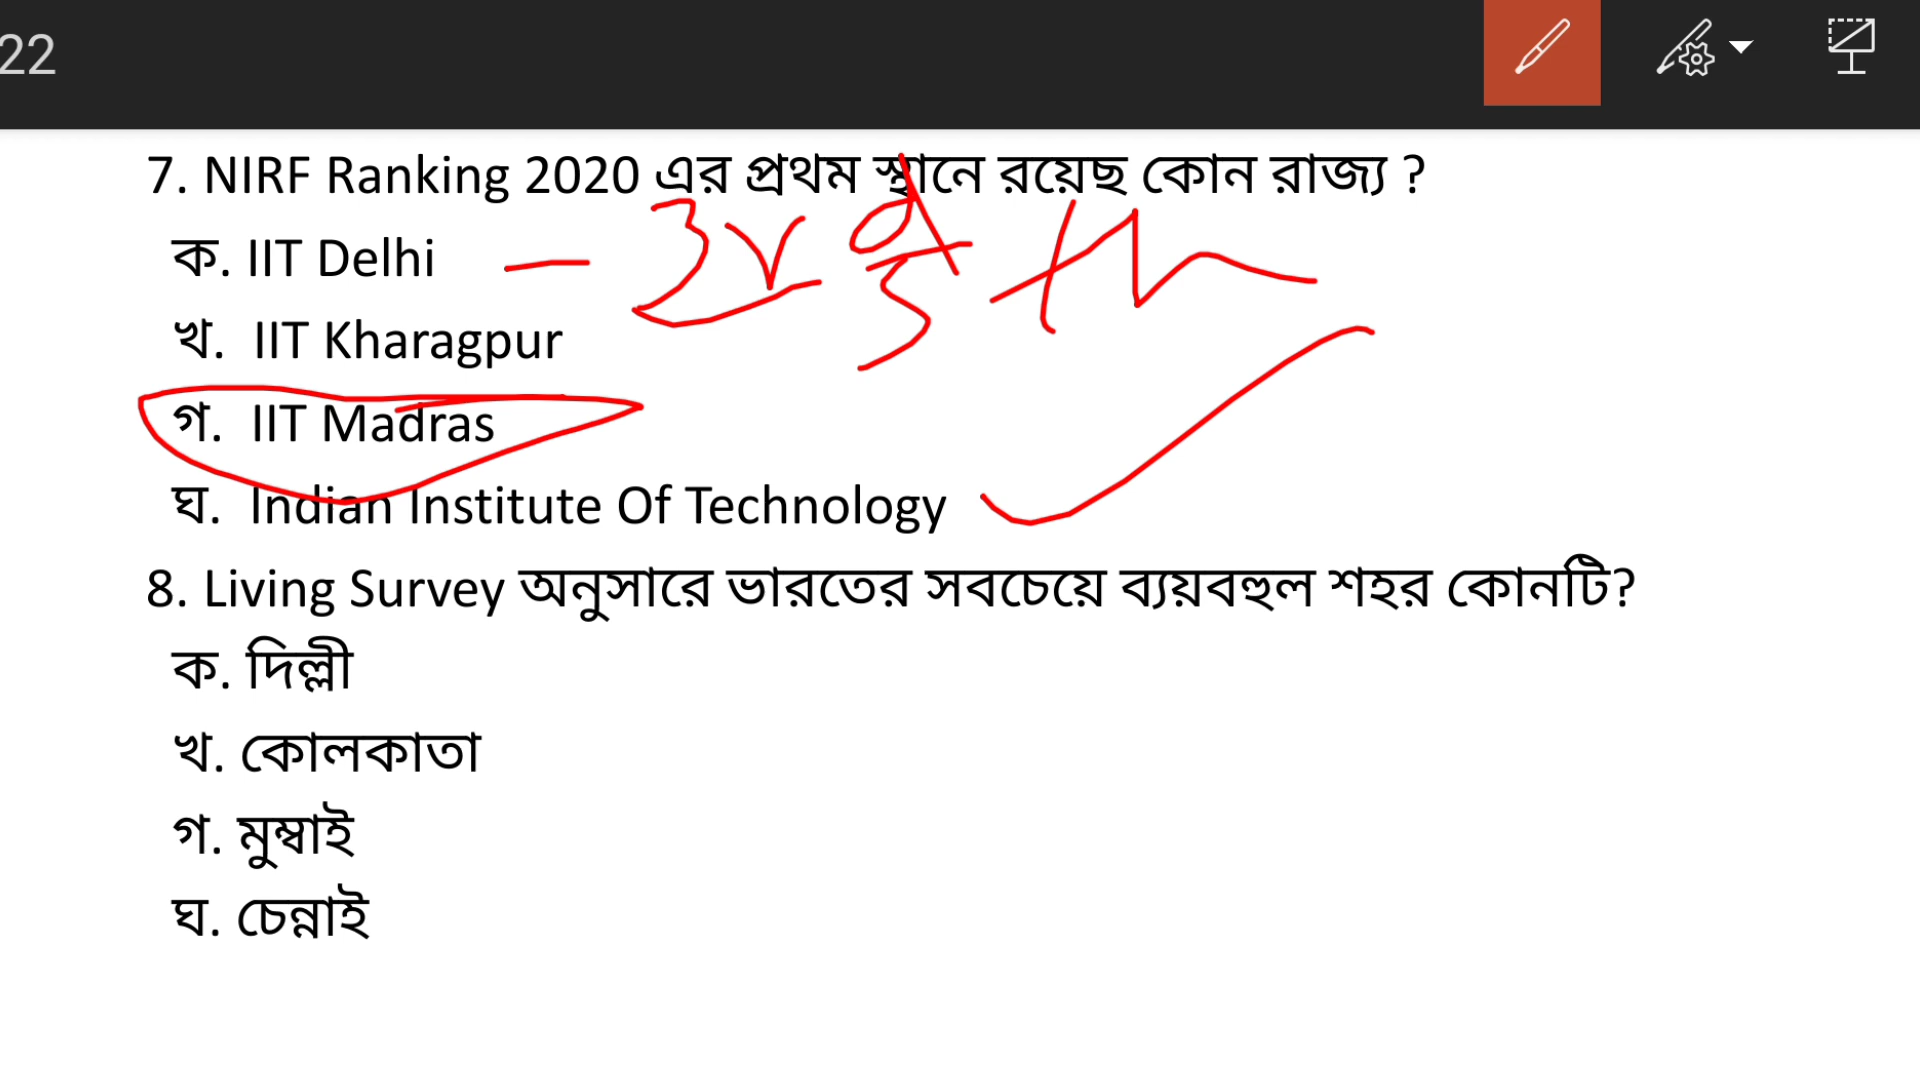 22
7. NIRF Ranking 2020 এর প্রথম স্থানে রয়েছ কোন রাজ্য ?
ক. IIT Delhi
খ. IIT Kharagpur
গ. IIT Madras
ঘ. Indian Institute Of Technology
8. Living Survey অনুসারে ভারতের সবচেয়ে ব্যয়বহুল শহর কোনটি?
ক. দিল্লী
খ. কোলকাতা
গ. মুম্বাই
ঘ. চেন্নাই